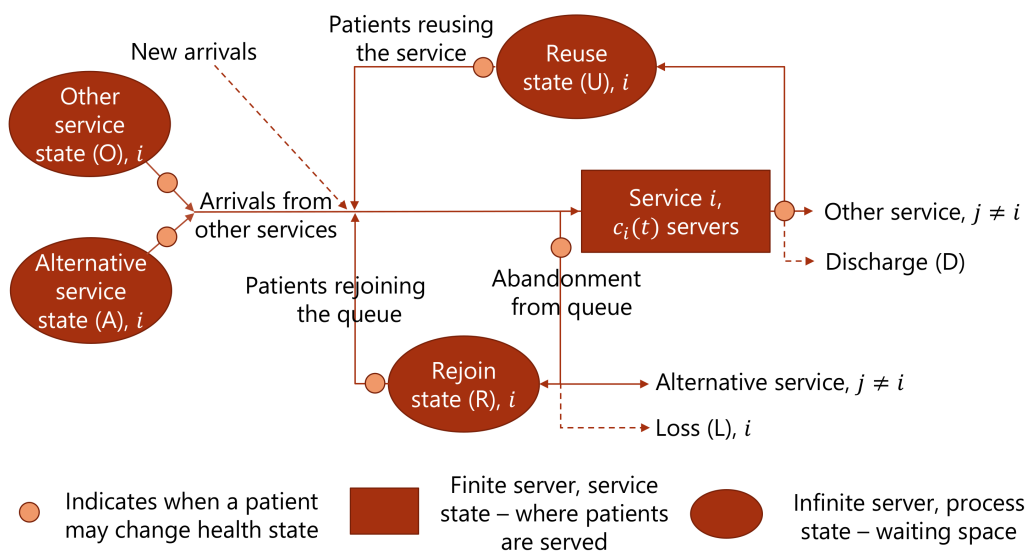 Patients reusing
the service
New arrivals
Reuse
state (U), i
Other
service
state (O), i
Arrivals from
other services
Service i,
cᵢ(t) servers
Other service, j ≠ i
Discharge (D)
Alternative
service
state (A), i
Patients rejoining
the queue
Abandonment
from queue
Rejoin
state (R), i
Alternative service, j ≠ i
Loss (L), i
Indicates when a patient
may change health state
Finite server, service
state – where patients
are served
Infinite server, process
state – waiting space